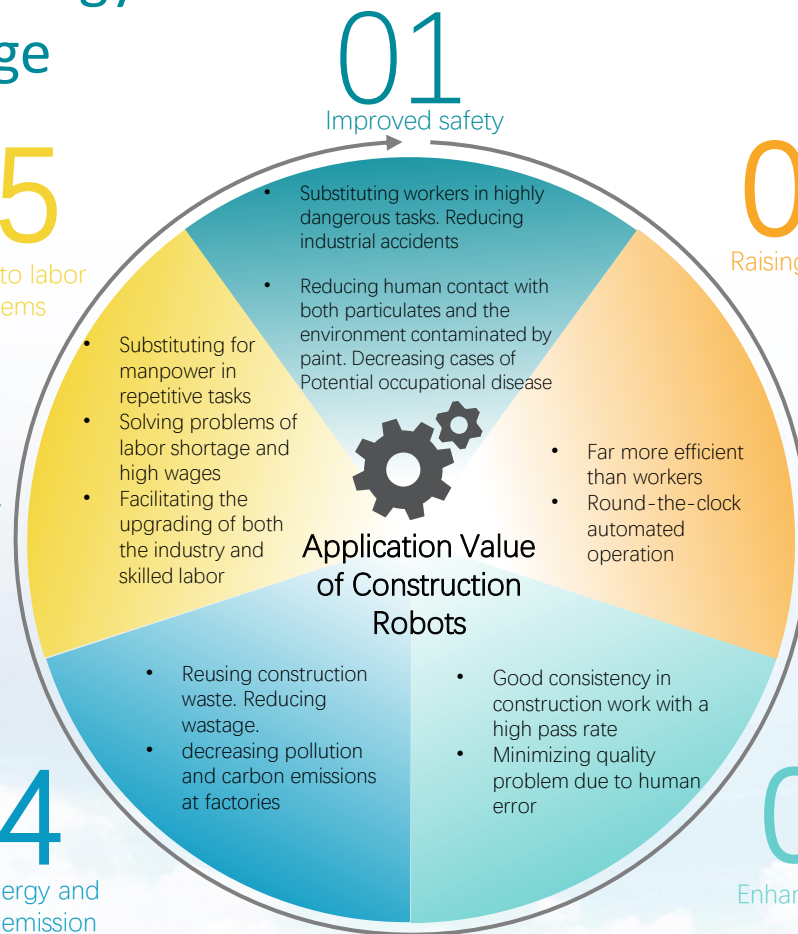 gy
ge
01
Improved safety
5
to labor
ems
0
Raising
• Substituting workers in highly
dangerous tasks. Reducing
industrial accidents
• Reducing human contact with
both particulates and the
environment contaminated by
paint. Decreasing cases of
Potential occupational disease
• Substituting for
manpower in
repetitive tasks
• Solving problems of
labor shortage and
high wages
• Facilitating the
upgrading of both
the industry and
skilled labor
• Far more efficient
than workers
• Round-the-clock
automated
operation
Application Value
of Construction
Robots
• Reusing construction
waste. Reducing
wastage.
• decreasing pollution
and carbon emissions
at factories
• Good consistency in
construction work with a
high pass rate
• Minimizing quality
problem due to human
error
4
ergy and
emission
0
Enhan